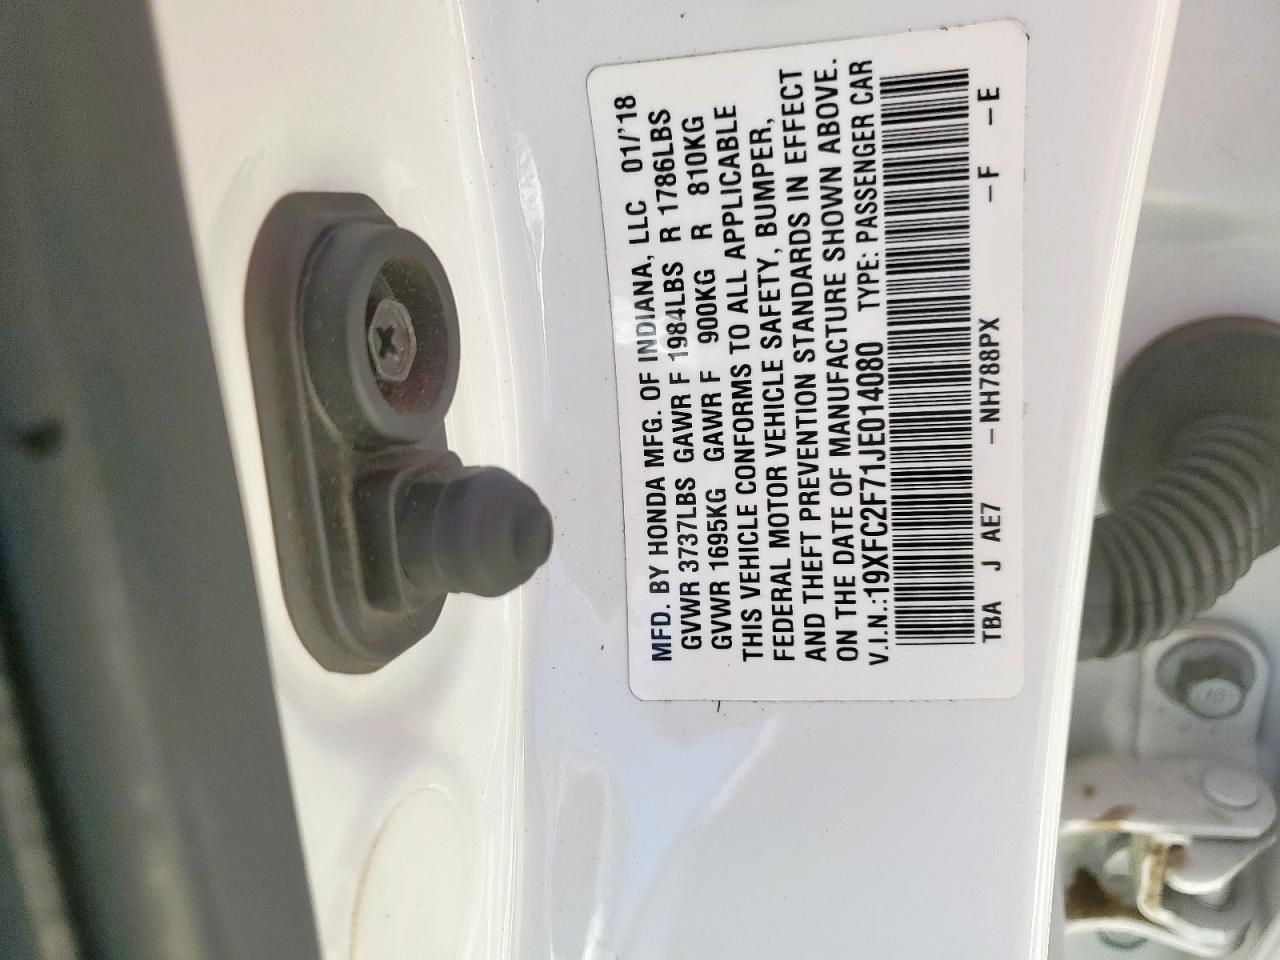 MFD. BY HONDA MFG. OF INDIANA, LLC 01/'18
GVWR 3737LBS GAWR F 1984LBS R 1786LBS
GVWR 1695KG GAWR F 900KG R 810KG
THIS VEHICLE CONFORMS TO ALL APPLICABLE
FEDERAL MOTOR VEHICLE SAFETY, BUMPER,
AND THEFT PREVENTION STANDARDS IN EFFECT
ON THE DATE OF MANUFACTURE SHOWN ABOVE.
V.I.N.:19XFC2F71JE014080 TYPE: PASSENGER CAR
TBA J AE7 -NH788PX -F -E